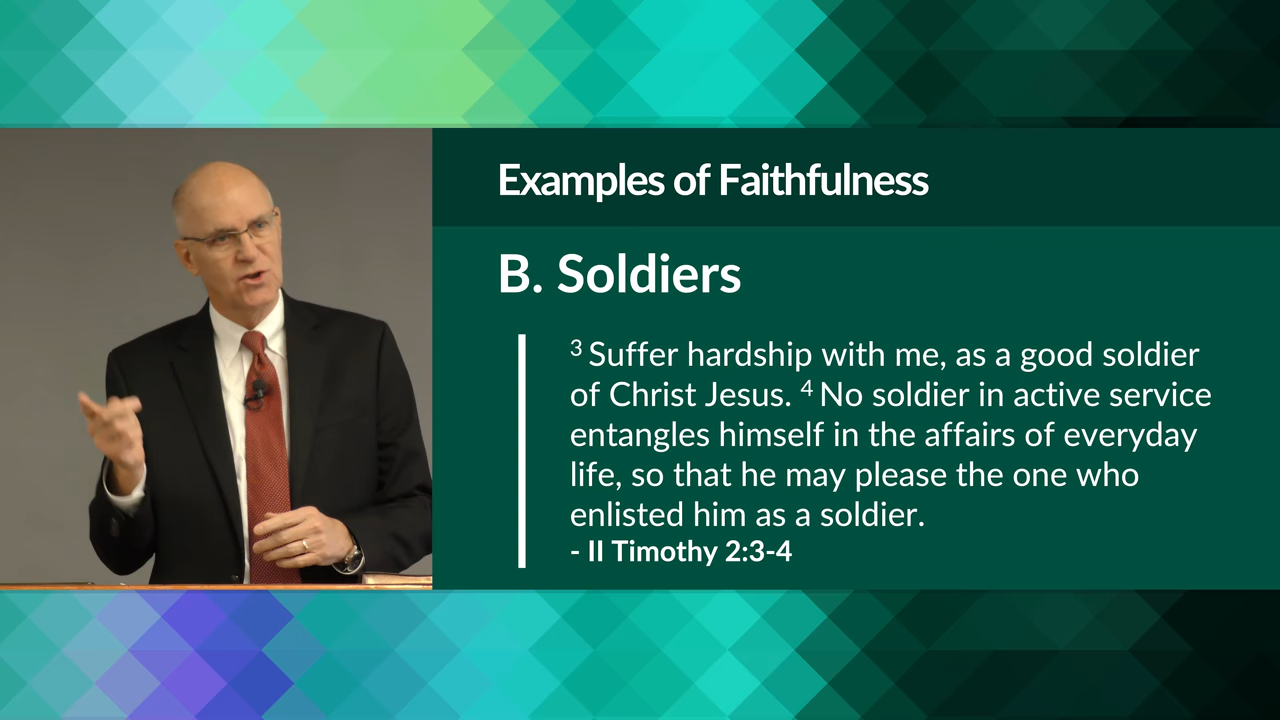 Examples of Faithfulness
B. Soldiers
³ Suffer hardship with me, as a good soldier
of Christ Jesus. ⁴ No soldier in active service
entangles himself in the affairs of everyday
life, so that he may please the one who
enlisted him as a soldier.
- II Timothy 2:3-4